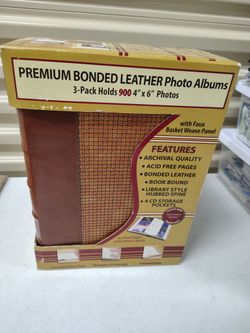 PREMIUM BONDED LEATHER Photo Albums
3-Pack Holds 900 4" x 6" Photos
with Faux
Basket Weave Panel
FEATURES
• ARCHIVAL QUALITY
• ACID FREE PAGES
• BONDED LEATHER
• BOOK BOUND
• LIBRARY STYLE
HUBBED SPINE
• 4 CD STORAGE
POCKETS